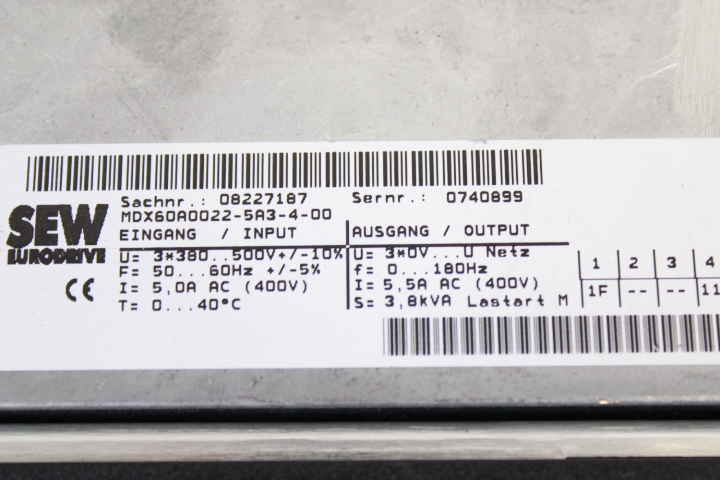 Sachnr.: 08227187 Sernr.: 0740899
MDX60A0022-5A3-4-00
SEW
EURODRIVE
EINGANG / INPUT
U= 3*380...500V+/-10%
F= 50...60Hz +/-5%
I= 5,0A AC (400V)
T= 0...40°C
CE
AUSGANG / OUTPUT
U= 3*0V...U Netz
f= 0...180Hz
I= 5,5A AC (400V)
S= 3,8kVA Lastart M
1 2 3 4
1F -- -- 11